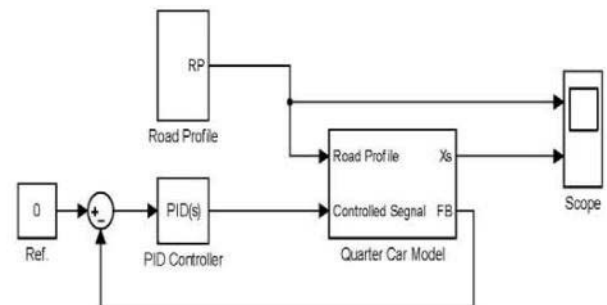 RP
Road Profile
Road Profile
Xs
Controlled Segnal
FB
Quarter Car Model
Scope
0
Ref.
+
-
PID(s)
PID Controller